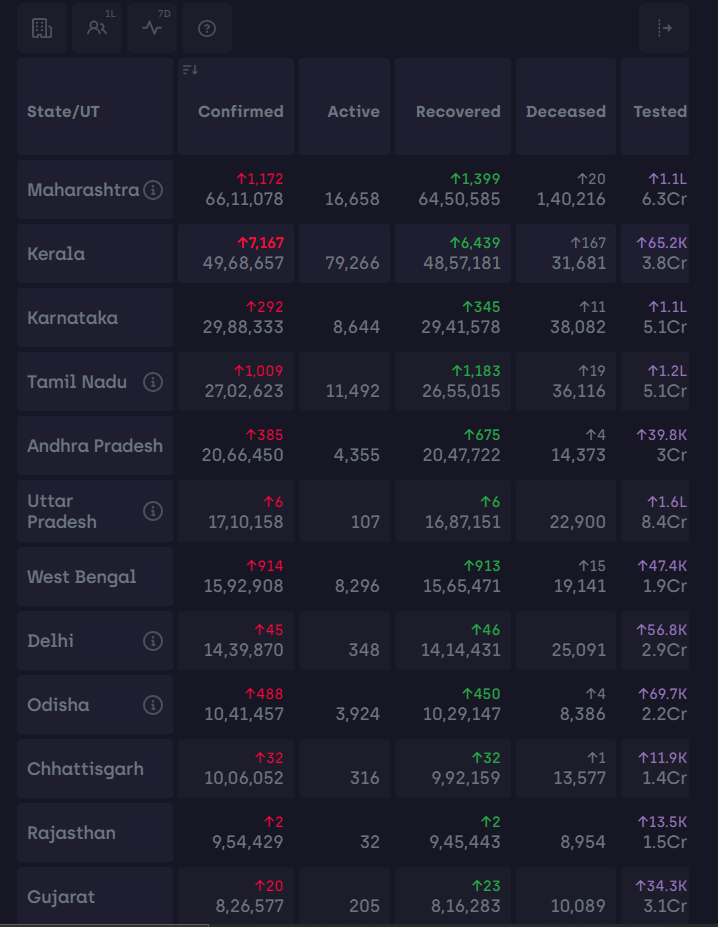 1L 7D ?
State/UT Confirmed Active Recovered Deceased Tested
↑1,172 ↑1,399 ↑20 ↑1.1L
Maharashtra 66,11,078 16,658 64,50,585 1,40,216 6.3Cr
↑7,167 ↑6,439 ↑167 ↑65.2K
Kerala 49,68,657 79,266 48,57,181 31,681 3.8Cr
↑292 ↑345 ↑11 ↑1.1L
Karnataka 29,88,333 8,644 29,41,578 38,082 5.1Cr
↑1,009 ↑1,183 ↑19 ↑1.2L
Tamil Nadu 27,02,623 11,492 26,55,015 36,116 5.1Cr
↑385 ↑675 ↑4 ↑39.8K
Andhra Pradesh 20,66,450 4,355 20,47,722 14,373 3Cr
Uttar ↑6 ↑6 ↑1.6L
Pradesh 17,10,158 107 16,87,151 22,900 8.4Cr
↑914 ↑913 ↑15 ↑47.4K
West Bengal 15,92,908 8,296 15,65,471 19,141 1.9Cr
↑45 ↑46 ↑56.8K
Delhi 14,39,870 348 14,14,431 25,091 2.9Cr
↑488 ↑450 ↑4 ↑69.7K
Odisha 10,41,457 3,924 10,29,147 8,386 2.2Cr
↑32 ↑32 ↑1 ↑11.9K
Chhattisgarh 10,06,052 316 9,92,159 13,577 1.4Cr
↑2 ↑2 ↑13.5K
Rajasthan 9,54,429 32 9,45,443 8,954 1.5Cr
↑20 ↑23 ↑34.3K
Gujarat 8,26,577 205 8,16,283 10,089 3.1Cr